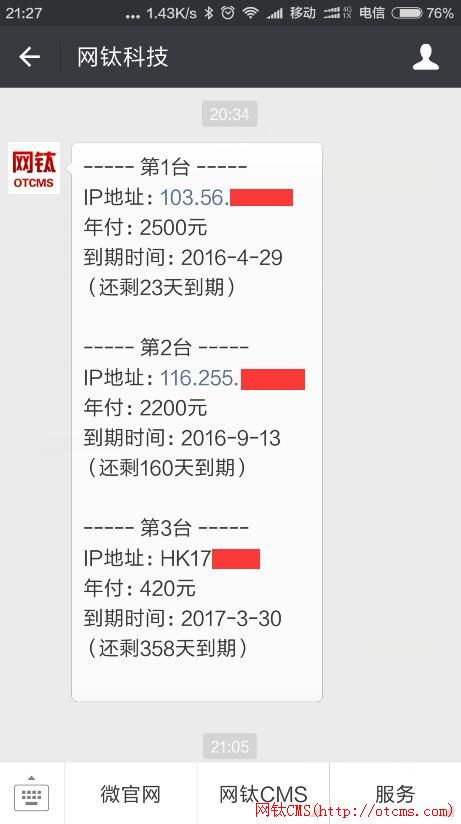 21:27
... 1.43K/s 移动 4G 1X 电信 76%
网钛科技
20:34
网钛
OTCMS
----- 第1台 -----
IP地址：103.56.
年付：2500元
到期时间：2016-4-29
（还剩23天到期）
----- 第2台 -----
IP地址：116.255.
年付：2200元
到期时间：2016-9-13
（还剩160天到期）
----- 第3台 -----
IP地址：HK17
年付：420元
到期时间：2017-3-30
（还剩358天到期）
21:05
微官网 网钛CMS 服务
网钛CMS(http://otcms.com)